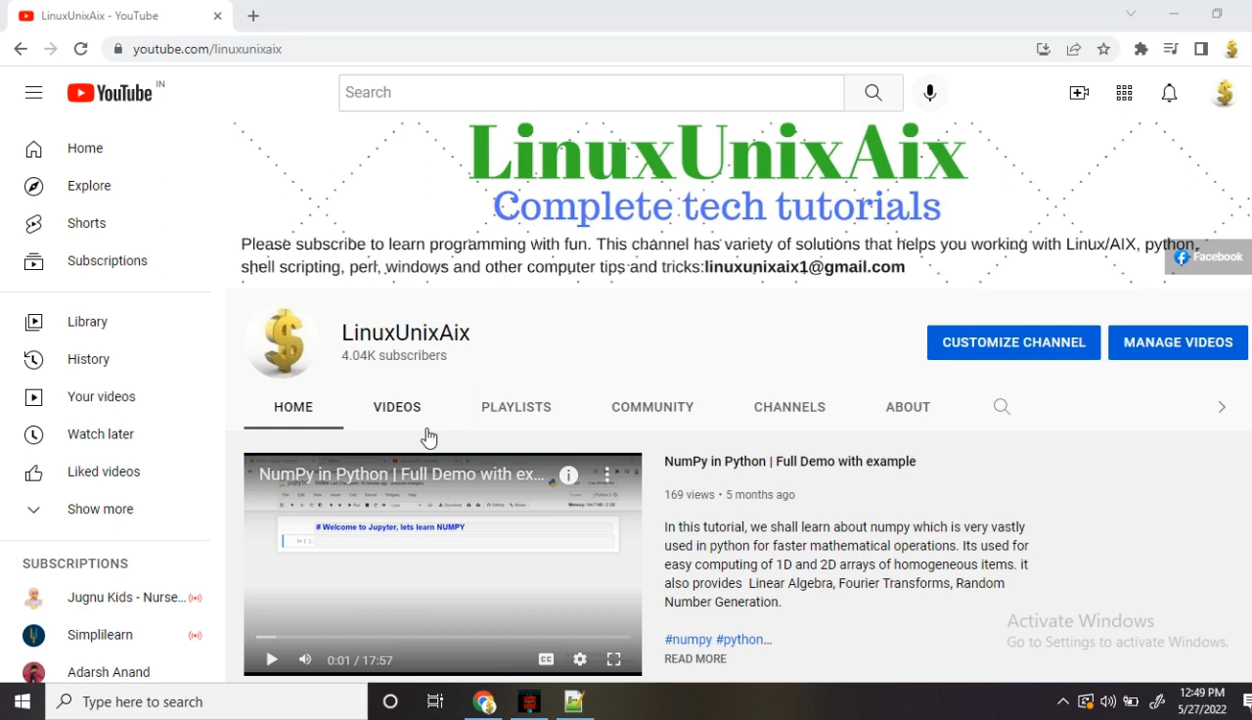 LinuxUnixAix - YouTube
youtube.com/linuxunixaix
YouTube IN
Search
LinuxUnixAix
Complete tech tutorials
Please subscribe to learn programming with fun. This channel has variety of solutions that helps you working with Linux/AIX, python,
shell scripting, perl, windows and other computer tips and tricks:linuxunixaix1@gmail.com
Facebook
Home
Explore
Shorts
Subscriptions
Library
History
Your videos
Watch later
Liked videos
Show more
SUBSCRIPTIONS
Jugnu Kids - Nurse...
Simplilearn
Adarsh Anand
LinuxUnixAix
4.04K subscribers
CUSTOMIZE CHANNEL
MANAGE VIDEOS
HOME VIDEOS PLAYLISTS COMMUNITY CHANNELS ABOUT
NumPy in Python | Full Demo with ex...
# Welcome to Jupyter, lets learn NUMPY
0:01 / 17:57
NumPy in Python | Full Demo with example
169 views • 5 months ago
In this tutorial, we shall learn about numpy which is very vastly
used in python for faster mathematical operations. Its used for
easy computing of 1D and 2D arrays of homogeneous items. it
also provides Linear Algebra, Fourier Transforms, Random
Number Generation.
#numpy #python...
READ MORE
Activate Windows
Go to Settings to activate Windows.
Type here to search
12:49 PM
5/27/2022